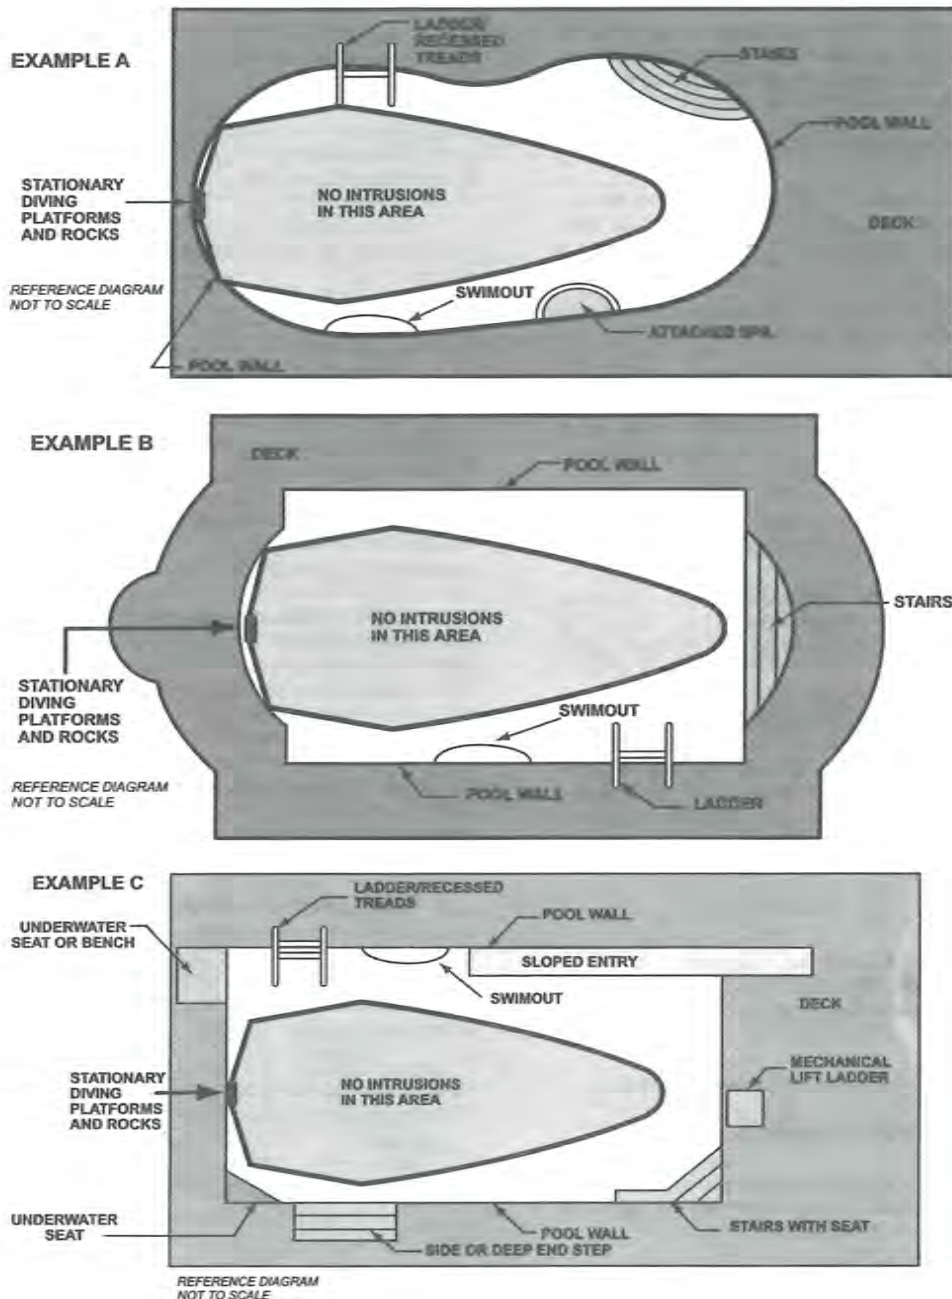 EXAMPLE A
LADDER/
RECESSED
TREADS
STAIRS
POOL WALL
STATIONARY
DIVING
PLATFORMS
AND ROCKS
NO INTRUSIONS
IN THIS AREA
DECK
REFERENCE DIAGRAM
NOT TO SCALE
SWIMOUT
ATTACHED SPA
POOL WALL
EXAMPLE B
DECK
POOL WALL
STAIRS
NO INTRUSIONS
IN THIS AREA
STATIONARY
DIVING
PLATFORMS
AND ROCKS
SWIMOUT
REFERENCE DIAGRAM
NOT TO SCALE
POOL WALL
LADDER
EXAMPLE C
LADDER/RECESSED
TREADS
POOL WALL
UNDERWATER
SEAT OR BENCH
SLOPED ENTRY
SWIMOUT
DECK
MECHANICAL
LIFT LADDER
STATIONARY
DIVING
PLATFORMS
AND ROCKS
NO INTRUSIONS
IN THIS AREA
UNDERWATER
SEAT
POOL WALL
STAIRS WITH SEAT
SIDE OR DEEP END STEP
REFERENCE DIAGRAM
NOT TO SCALE